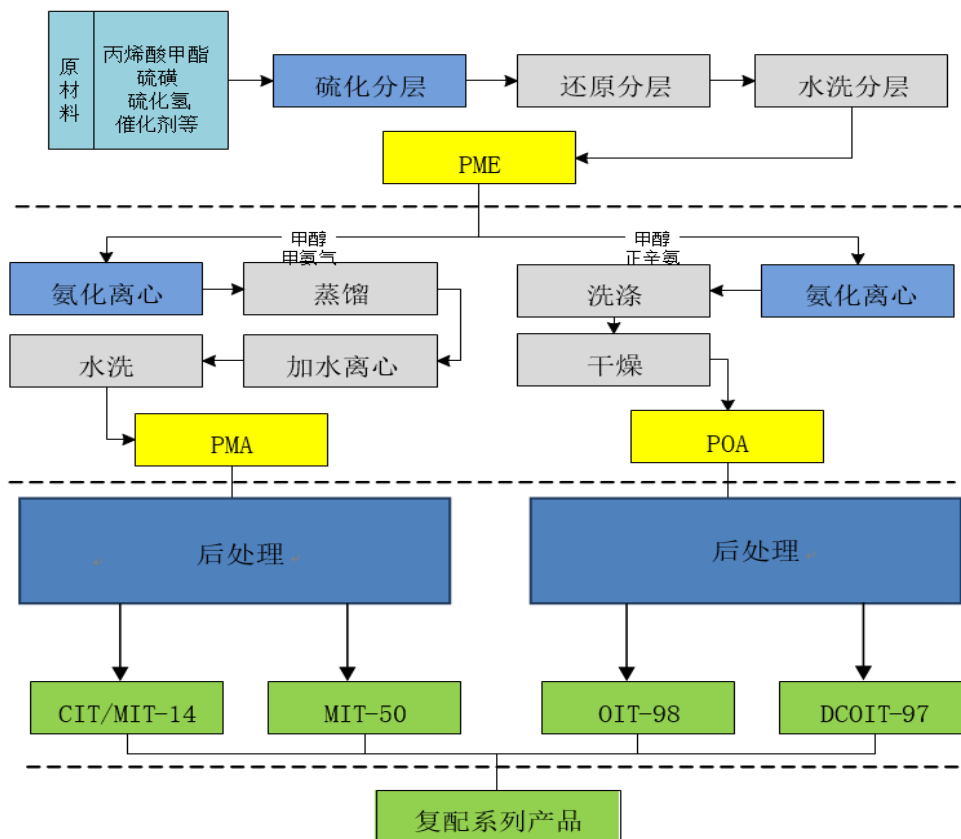 原
材
料
丙烯酸甲酯
硫磺
硫化氢
催化剂等
硫化分层
还原分层
水洗分层
PME
甲醇
甲氨气
甲醇
正辛氨
氨化离心
蒸馏
洗涤
氨化离心
水洗
加水离心
干燥
PMA
POA
后处理
后处理
CIT/MIT-14
MIT-50
OIT-98
DCOIT-97
复配系列产品